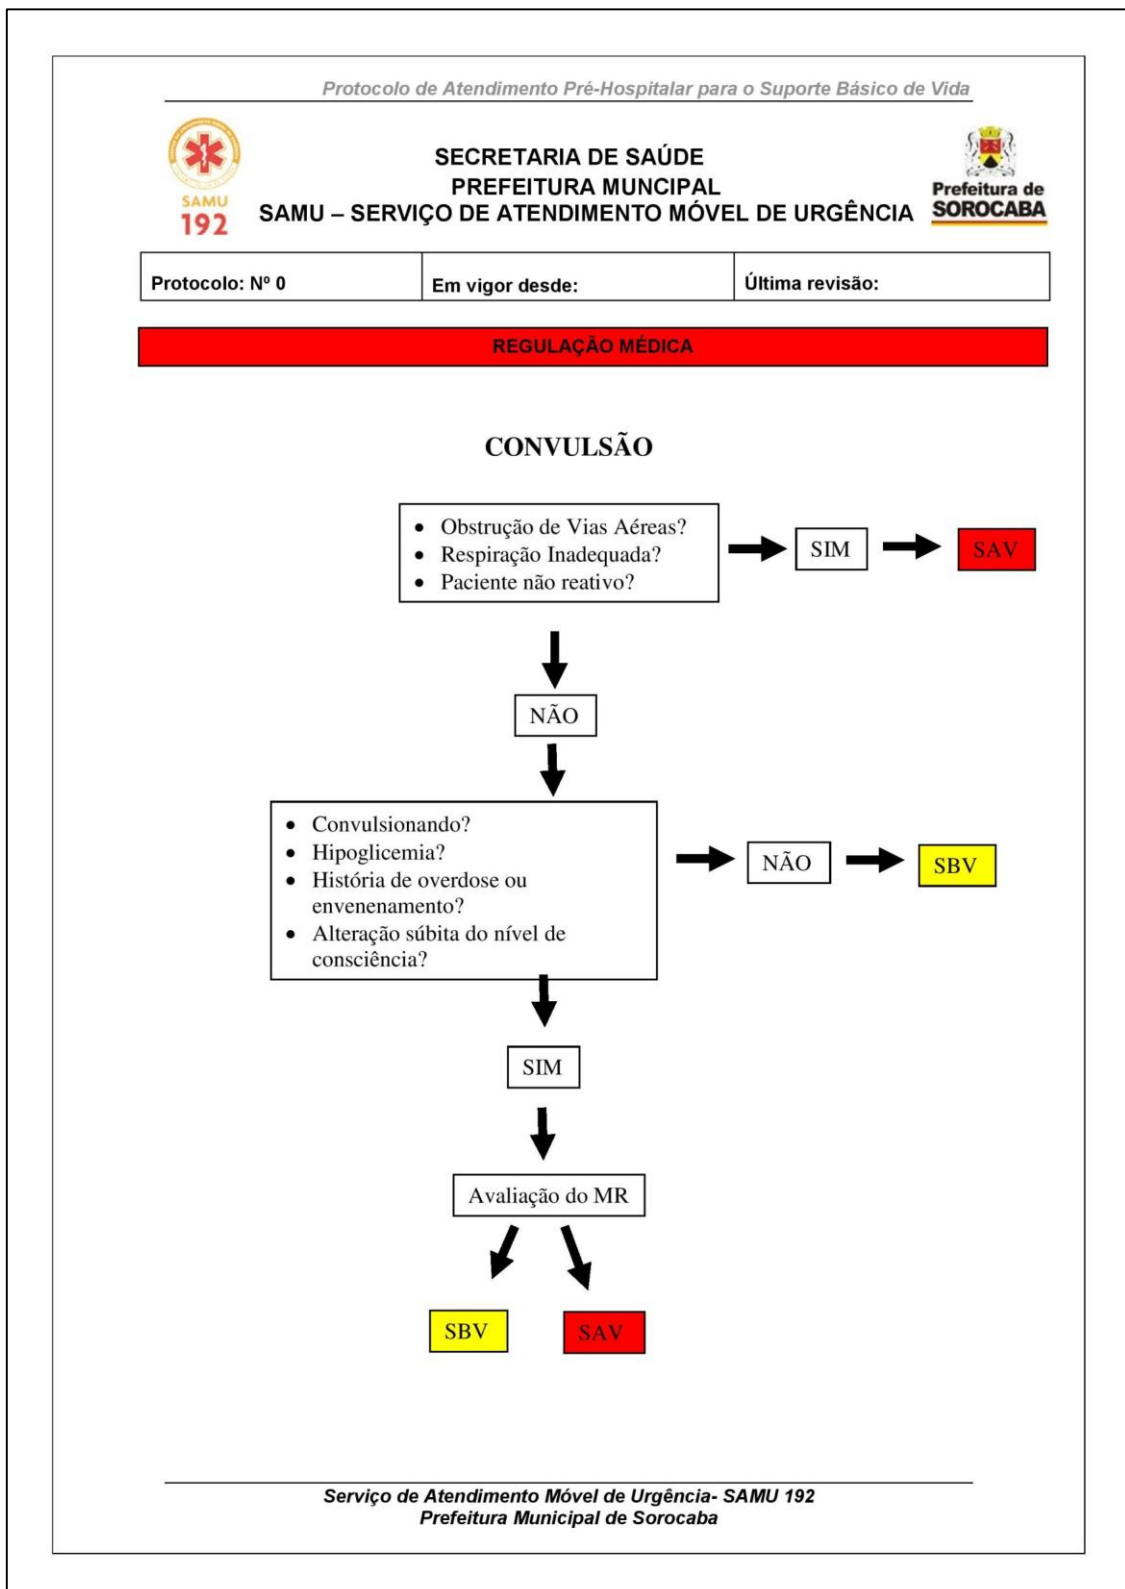 Protocolo de Atendimento Pré-Hospitalar para o Suporte Básico de Vida
SAMU
192
SECRETARIA DE SAÚDE
PREFEITURA MUNCIPAL
SAMU – SERVIÇO DE ATENDIMENTO MÓVEL DE URGÊNCIA
Prefeitura de
SOROCABA
Protocolo: Nº 0
Em vigor desde:
Última revisão:
REGULAÇÃO MÉDICA
CONVULSÃO
• Obstrução de Vias Aéreas?
• Respiração Inadequada?
• Paciente não reativo?
SIM
SAV
NÃO
• Convulsionando?
• Hipoglicemia?
• História de overdose ou
envenenamento?
• Alteração súbita do nível de
consciência?
NÃO
SBV
SIM
Avaliação do MR
SBV
SAV
Serviço de Atendimento Móvel de Urgência- SAMU 192
Prefeitura Municipal de Sorocaba